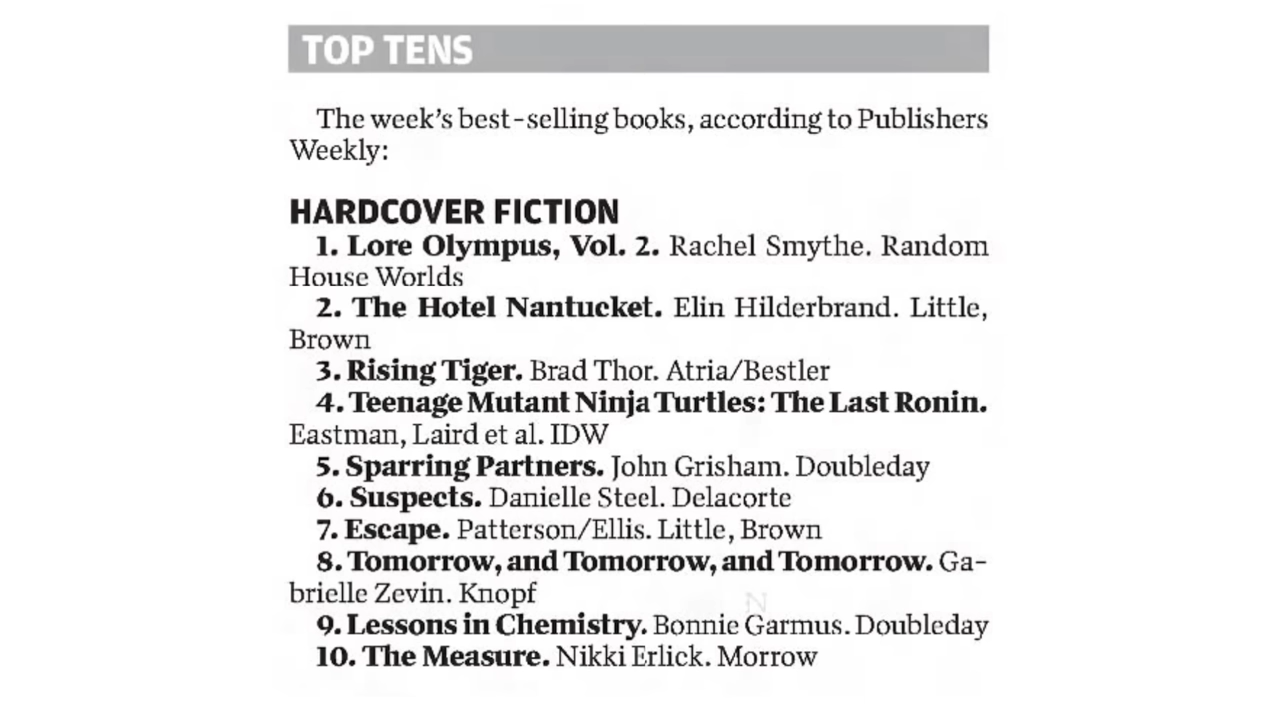 TOP TENS
The week's best-selling books, according to Publishers
Weekly:
HARDCOVER FICTION
1. Lore Olympus, Vol. 2. Rachel Smythe. Random
House Worlds
2. The Hotel Nantucket. Elin Hilderbrand. Little,
Brown
3. Rising Tiger. Brad Thor. Atria/Bestler
4. Teenage Mutant Ninja Turtles: The Last Ronin.
Eastman, Laird et al. IDW
5. Sparring Partners. John Grisham. Doubleday
6. Suspects. Danielle Steel. Delacorte
7. Escape. Patterson/Ellis. Little, Brown
8. Tomorrow, and Tomorrow, and Tomorrow. Ga-
brielle Zevin. Knopf
9. Lessons in Chemistry. Bonnie Garmus. Doubleday
10. The Measure. Nikki Erlick. Morrow